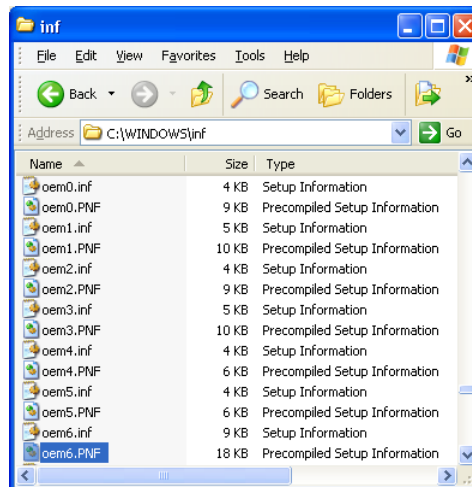 inf
File Edit View Favorites Tools Help
Back Search Folders »
Address C:\WINDOWS\inf Go
Name Size Type
oem0.inf 4 KB Setup Information
oem0.PNF 9 KB Precompiled Setup Information
oem1.inf 5 KB Setup Information
oem1.PNF 10 KB Precompiled Setup Information
oem2.inf 4 KB Setup Information
oem2.PNF 9 KB Precompiled Setup Information
oem3.inf 5 KB Setup Information
oem3.PNF 10 KB Precompiled Setup Information
oem4.inf 4 KB Setup Information
oem4.PNF 6 KB Precompiled Setup Information
oem5.inf 4 KB Setup Information
oem5.PNF 6 KB Precompiled Setup Information
oem6.inf 9 KB Setup Information
oem6.PNF 18 KB Precompiled Setup Information